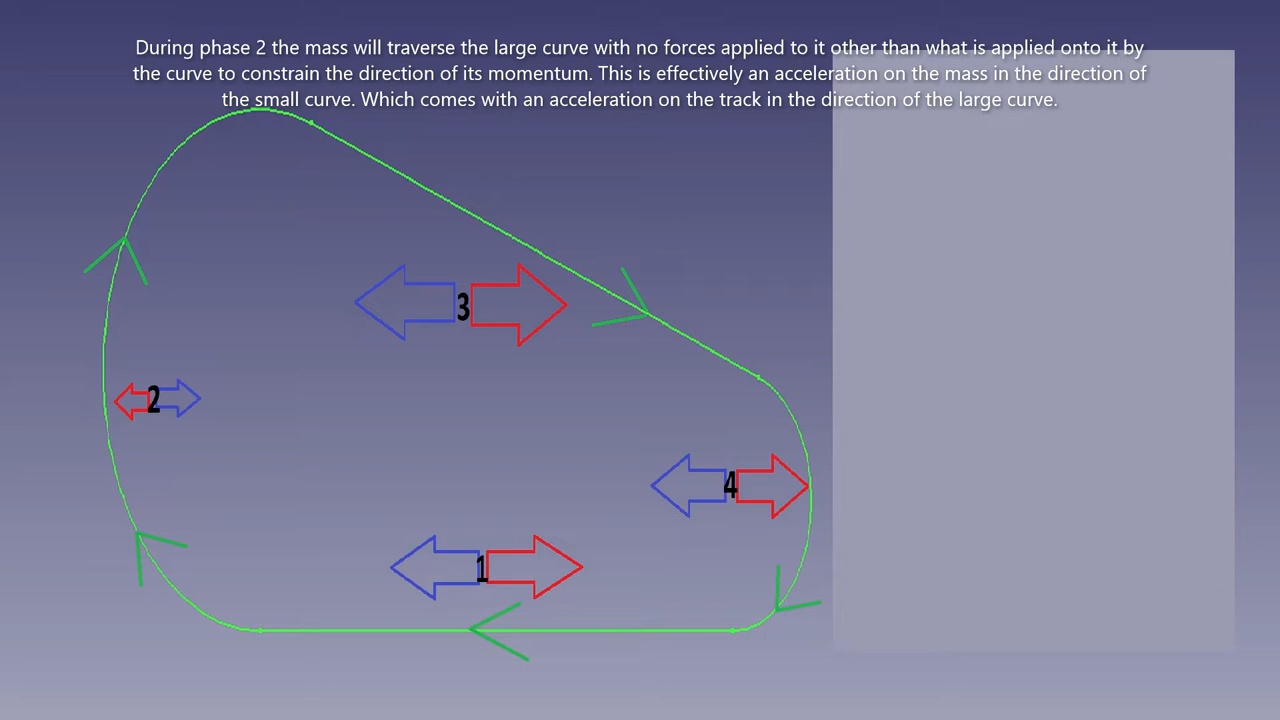 During phase 2 the mass will traverse the large curve with no forces applied to it other than what is applied onto it by
the curve to constrain the direction of its momentum. This is effectively an acceleration on the mass in the direction of
the small curve. Which comes with an acceleration on the track in the direction of the large curve.
3
2
4
1